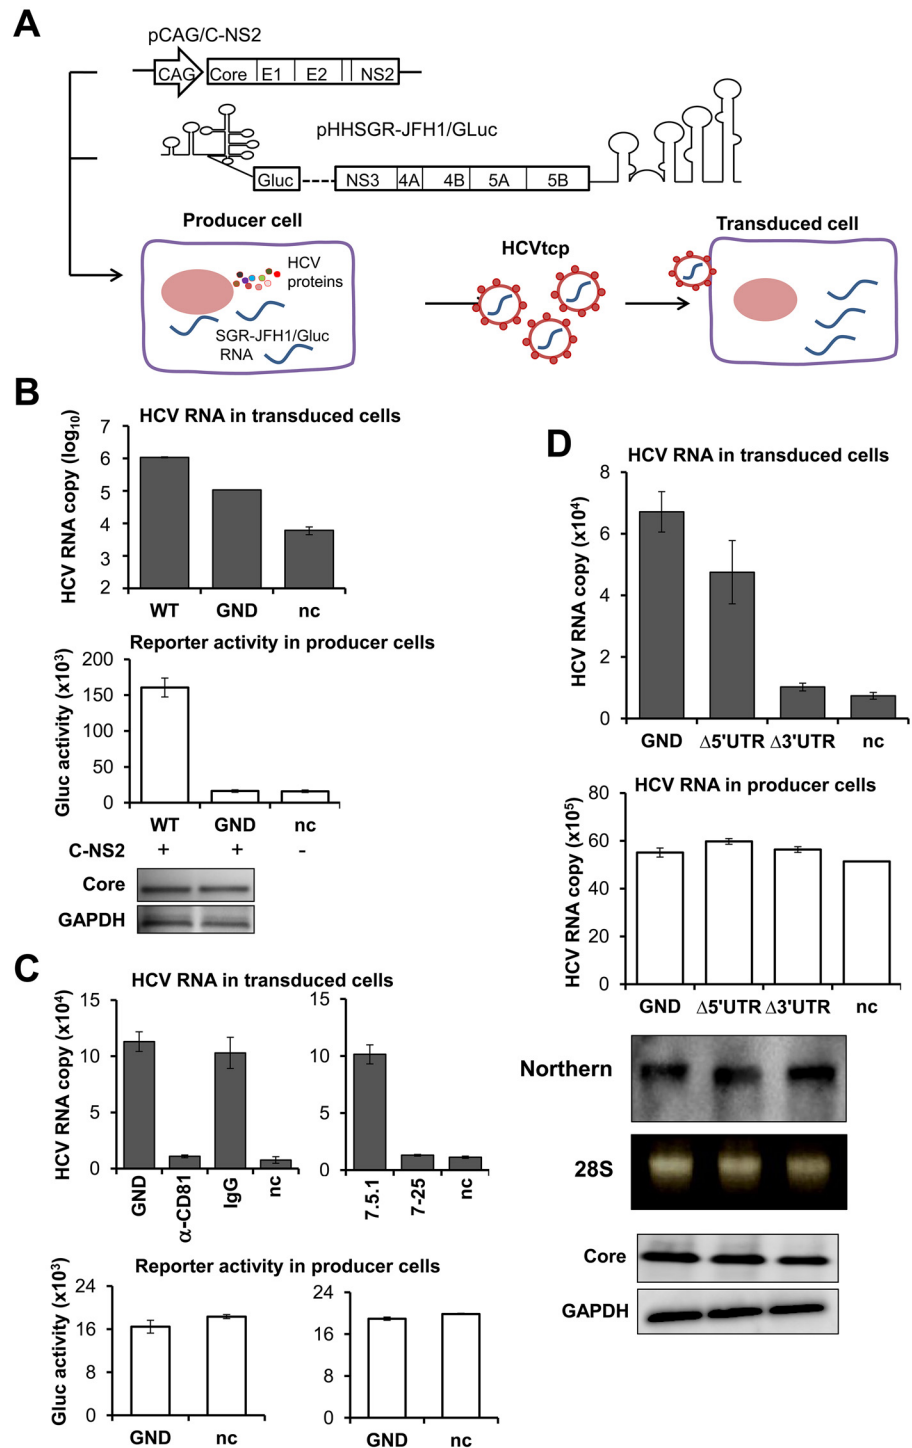 A
pCAG/C-NS2
CAG Core E1 E2 NS2
pHHSGR-JFH1/GLuc
Gluc NS3 4A 4B 5A 5B
Producer cell
HCVtcp
Transduced cell
HCV
proteins
SGR-JFH1/Gluc
RNA
B
HCV RNA in transduced cells
HCV RNA copy (log10)
7
6
5
4
3
2
WT GND nc
Reporter activity in producer cells
Gluc activity (x10³)
200
150
100
50
0
WT GND nc
C-NS2 + + -
Core
GAPDH
C
HCV RNA in transduced cells
HCV RNA copy (x10⁴)
15
10
5
0
GND α-CD81 IgG nc
15
10
5
0
7.5.1 7-25 nc
Reporter activity in producer cells
Gluc activity (x10³)
24
16
8
0
GND nc
24
16
8
0
GND nc
D
HCV RNA in transduced cells
HCV RNA copy (x10⁴)
8
6
4
2
0
GND Δ5'UTR Δ3'UTR nc
HCV RNA in producer cells
HCV RNA copy (x10⁵)
80
60
40
20
0
GND Δ5'UTR Δ3'UTR nc
Northern
28S
Core
GAPDH